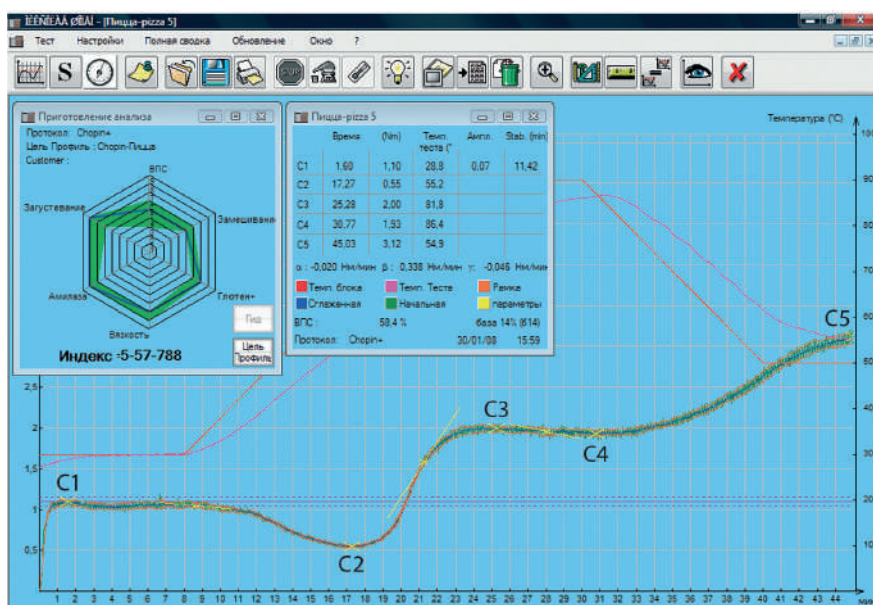 ÌÈÊÑÎËÀÁ ØÎÏÀÍ - [Пицца-pizza 5]
Тест Настройки Полная сводка Обновление Окно ?
S
STOP
Приготовление анализа
Протокол: Chopin+
Цель Профиль : Chopin-Пицца
Customer :
ВПС
Загустевание
Замешивание
Амилаза
Глютен+
Вязкость
Гид
Индекс :5-57-788
Цель Профиль
Пицца-pizza 5
Время (Nm) Темп. теста (° Ампл. Stab. (min)
C1 1,60 1,10 28,8 0,07 11,42
C2 17,27 0,55 55,2
C3 25,28 2,00 81,8
C4 30,77 1,93 86,4
C5 45,03 3,12 54,9
α : -0,020 Нм/мин β : 0,338 Нм/мин γ: -0,046 Нм/мин
Темп. блока Темп. Теста Рамка
Сглаженная Начальная параметры
ВПС : 58,4 % база 14% (b14)
Протокол: Chopin+ 30/01/08 15:59
Температура (°C)
100
90
80
70
60
C5
2,5
50
2
C3
40
C4
1,5
30
C1
1
20
C2
0,5
10
1 2 3 4 5 6 7 8 9 10 11 12 13 14 15 16 17 18 19 20 21 22 23 24 25 26 27 28 29 30 31 32 33 34 35 36 37 38 39 40 41 42 43 44 мин